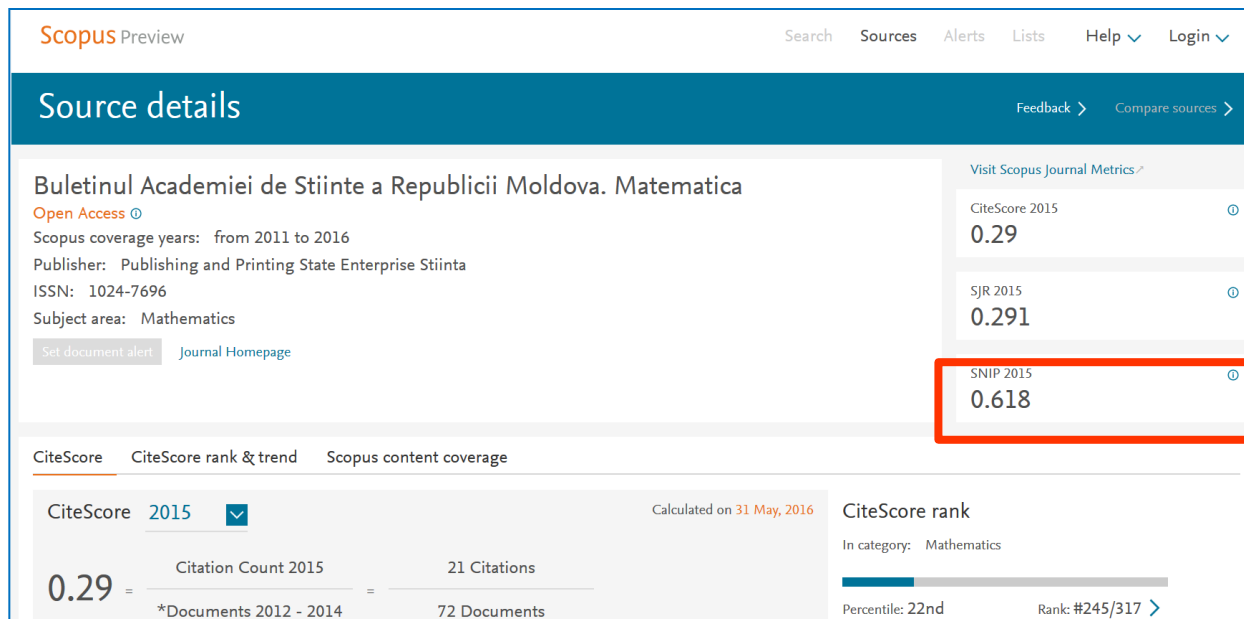 Scopus Preview
Search Sources Alerts Lists Help Login
Source details
Feedback Compare sources
Buletinul Academiei de Stiinte a Republicii Moldova. Matematica
Open Access
Scopus coverage years: from 2011 to 2016
Publisher: Publishing and Printing State Enterprise Stiinta
ISSN: 1024-7696
Subject area: Mathematics
Set document alert Journal Homepage
Visit Scopus Journal Metrics
CiteScore 2015
0.29
SJR 2015
0.291
SNIP 2015
0.618
CiteScore CiteScore rank & trend Scopus content coverage
CiteScore 2015
Calculated on 31 May, 2016
0.29 = Citation Count 2015 = 21 Citations
*Documents 2012 - 2014 72 Documents
CiteScore rank
In category: Mathematics
Percentile: 22nd Rank: #245/317